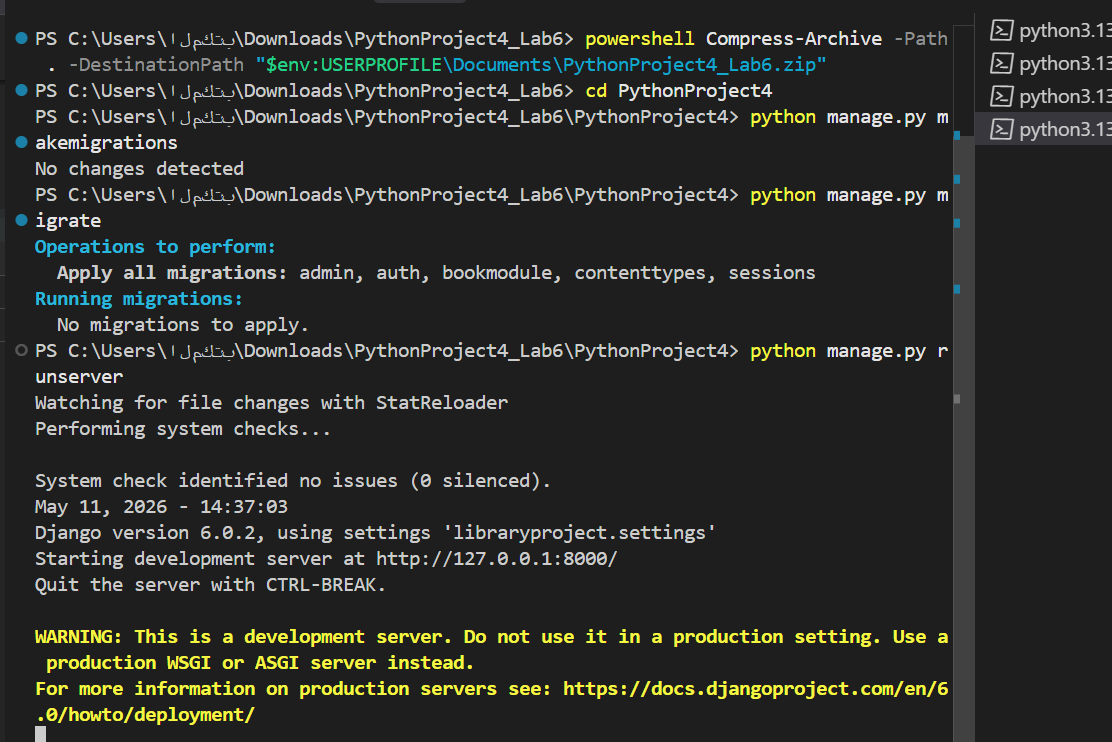 PS C:\Users\المكتب\Downloads\PythonProject4_Lab6> powershell Compress-Archive -Path
. -DestinationPath "$env:USERPROFILE\Documents\PythonProject4_Lab6.zip"
PS C:\Users\المكتب\Downloads\PythonProject4_Lab6> cd PythonProject4
PS C:\Users\المكتب\Downloads\PythonProject4_Lab6\PythonProject4> python manage.py m
akemigrations
No changes detected
PS C:\Users\المكتب\Downloads\PythonProject4_Lab6\PythonProject4> python manage.py m
igrate
Operations to perform:
Apply all migrations: admin, auth, bookmodule, contenttypes, sessions
Running migrations:
No migrations to apply.
PS C:\Users\المكتب\Downloads\PythonProject4_Lab6\PythonProject4> python manage.py r
unserver
Watching for file changes with StatReloader
Performing system checks...
System check identified no issues (0 silenced).
May 11, 2026 - 14:37:03
Django version 6.0.2, using settings 'libraryproject.settings'
Starting development server at http://127.0.0.1:8000/
Quit the server with CTRL-BREAK.
WARNING: This is a development server. Do not use it in a production setting. Use a
production WSGI or ASGI server instead.
For more information on production servers see: https://docs.djangoproject.com/en/6
.0/howto/deployment/
python3.13
python3.13
python3.13
python3.13